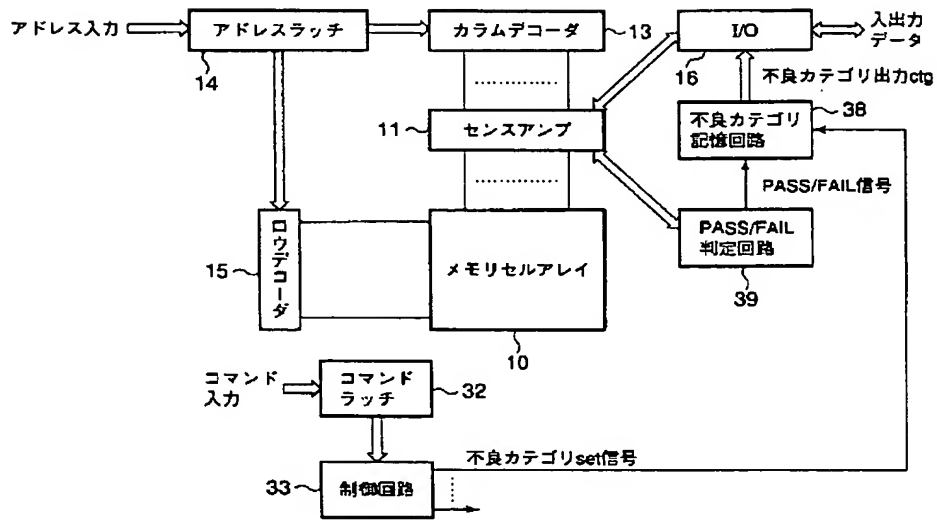 アドレス入力
アドレスラッチ
14
カラムデコーダ
13
I/O
16
入出力
データ
不良カテゴリ出力ctg
11
センスアンプ
不良カテゴリ
記憶回路
38
PASS/FAIL信号
PASS/FAIL
判定回路
39
15
ロウデコーダ
メモリセルアレイ
10
コマンド
入力
コマンド
ラッチ
32
不良カテゴリset信号
33
制御回路